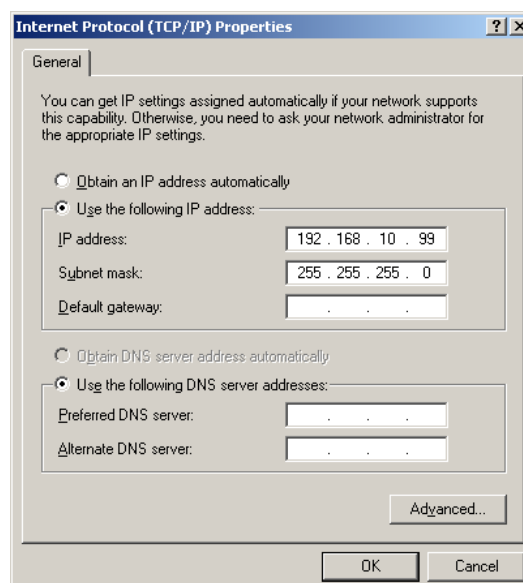 Internet Protocol (TCP/IP) Properties
General
You can get IP settings assigned automatically if your network supports
this capability. Otherwise, you need to ask your network administrator for
the appropriate IP settings.
Obtain an IP address automatically
Use the following IP address:
IP address: 192 . 168 . 10 . 99
Subnet mask: 255 . 255 . 255 . 0
Default gateway: . . .
Obtain DNS server address automatically
Use the following DNS server addresses:
Preferred DNS server: . . .
Alternate DNS server: . . .
Advanced...
OK Cancel